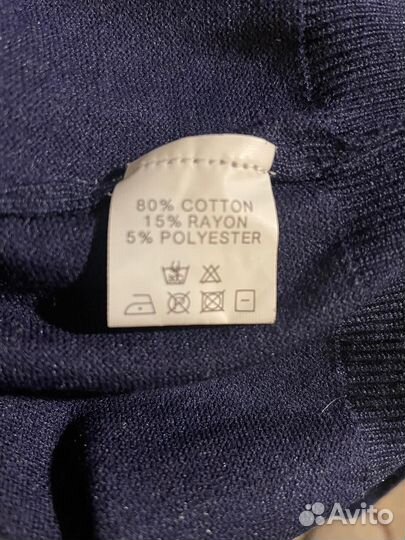 80% COTTON
15% RAYON
5% POLYESTER
Avito